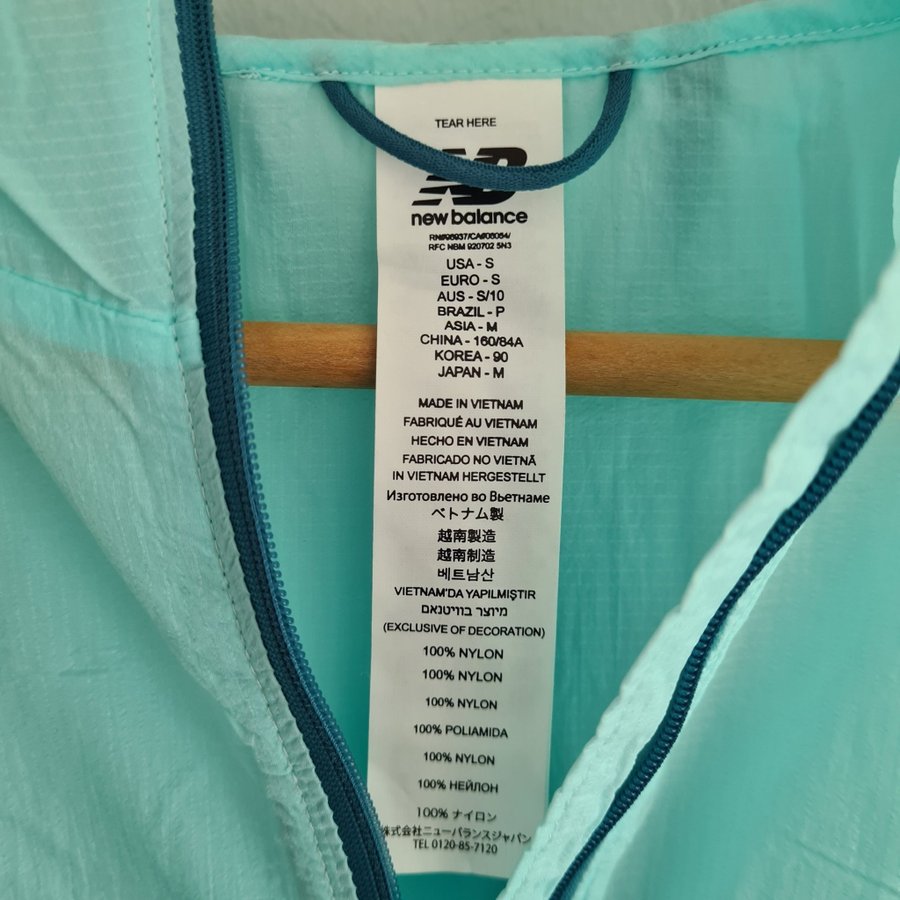 TEAR HERE
new balance
RN#98937/CA#08084/
RFC NBM 920702 5N3
USA - S
EURO - S
AUS - S/10
BRAZIL - P
ASIA - M
CHINA - 160/84A
KOREA - 90
JAPAN - M
MADE IN VIETNAM
FABRIQUÉ AU VIETNAM
HECHO EN VIETNAM
FABRICADO NO VIETNÃ
IN VIETNAM HERGESTELLT
Изготовлено во Вьетнаме
ベトナム製
越南製造
越南制造
베트남산
VIETNAM'DA YAPILMIŞTIR
מיוצר בוויטנאם
(EXCLUSIVE OF DECORATION)
100% NYLON
100% NYLON
100% NYLON
100% POLIAMIDA
100% NYLON
100% НЕЙЛОН
100% ナイロン
株式会社ニューバランスジャパン
TEL 0120-85-7120